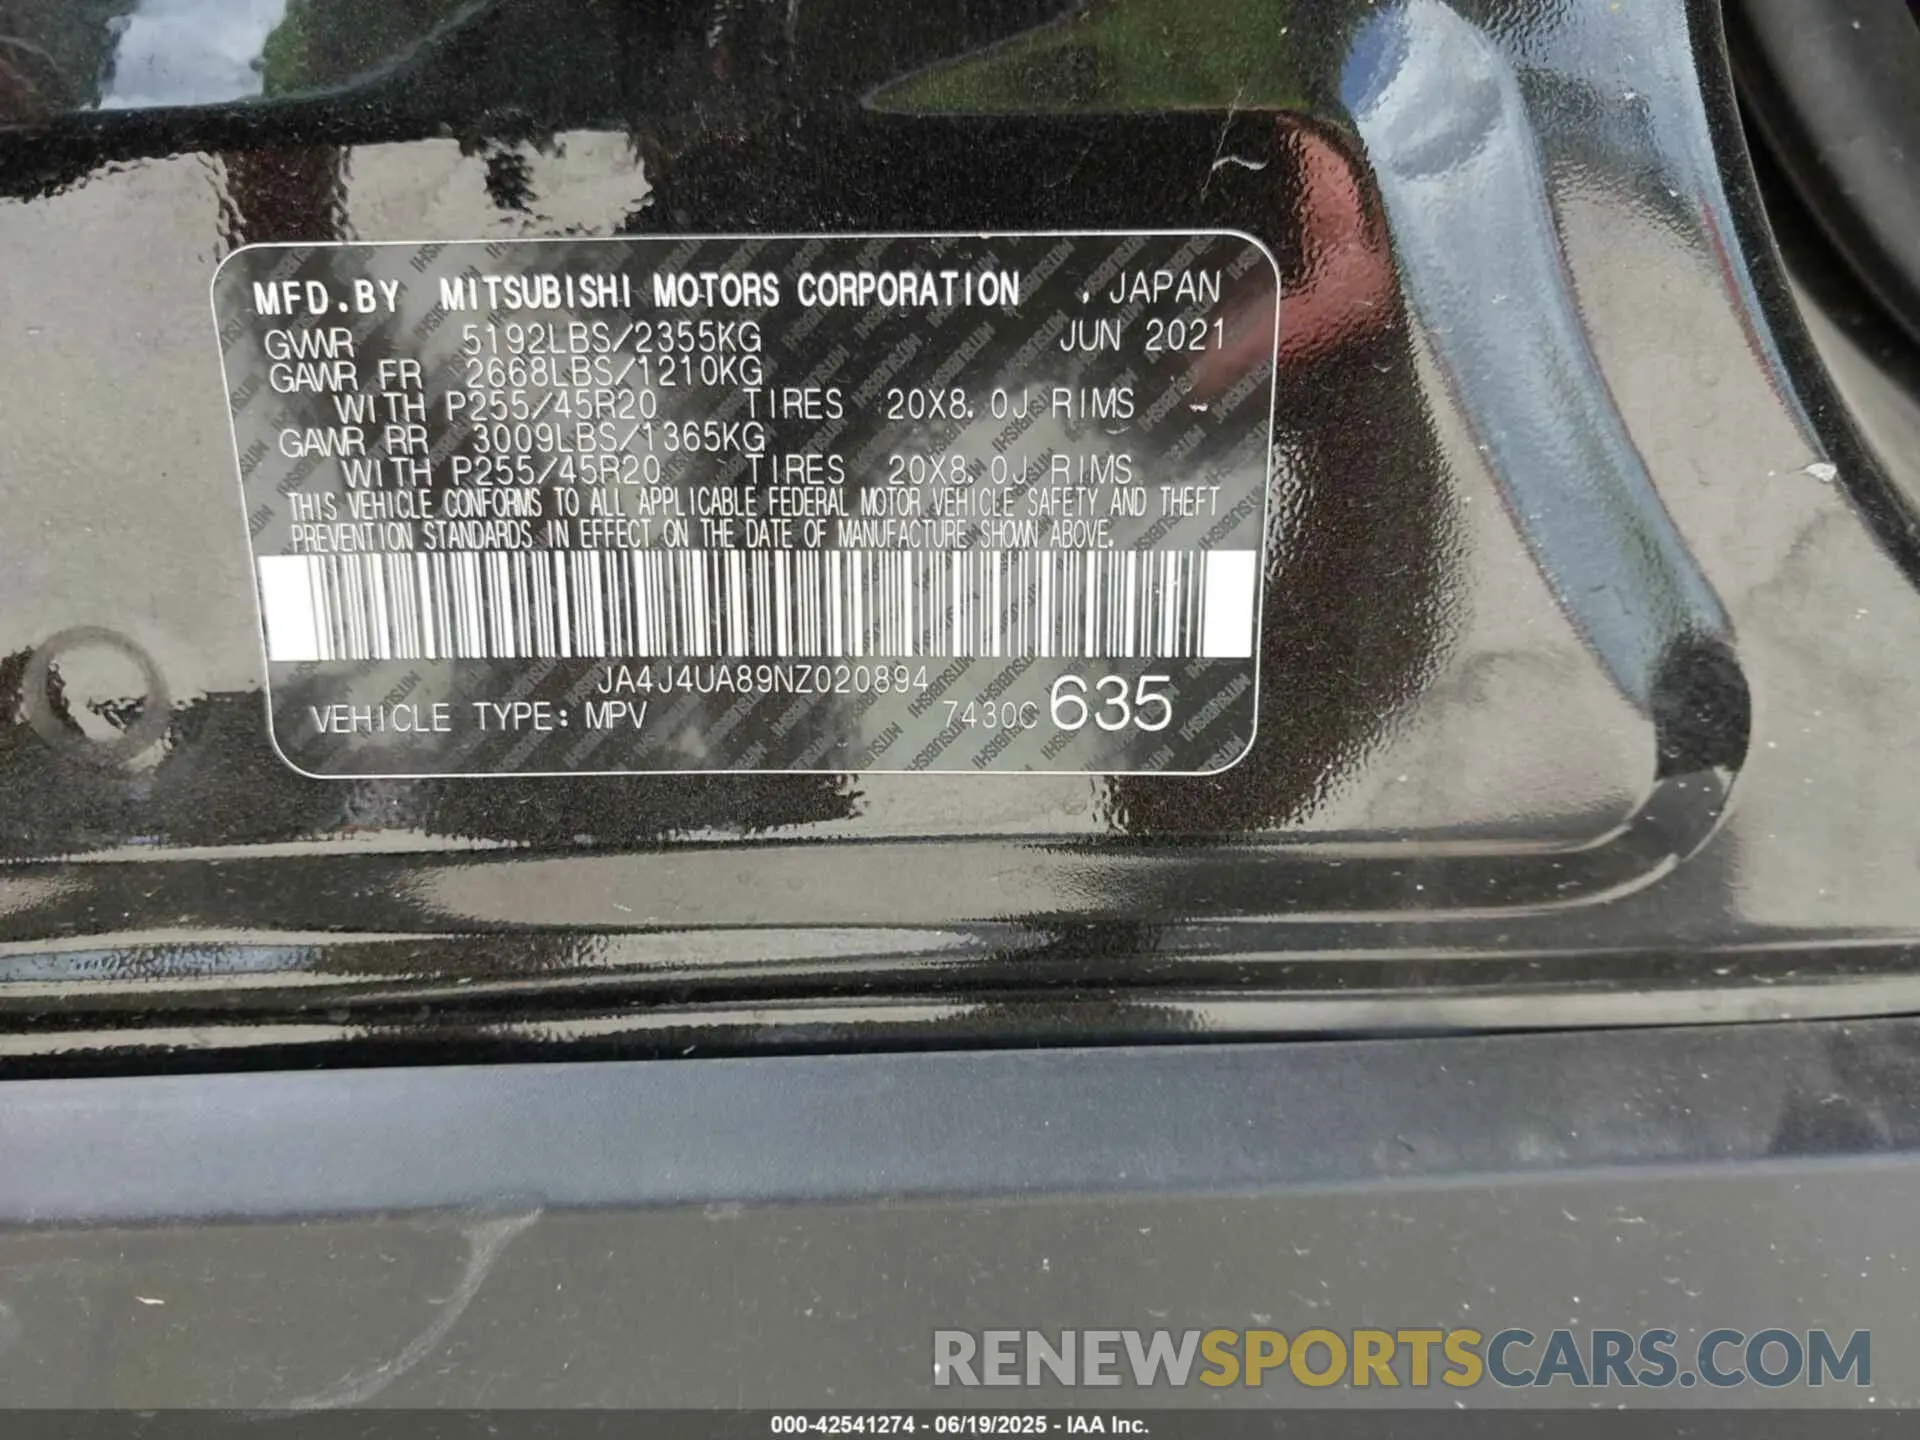 MFD.BY MITSUBISHI MOTORS CORPORATION , JAPAN
GVWR 5192LBS/2355KG JUN 2021
GAWR FR 2668LBS/1210KG
WITH P255/45R20 TIRES 20X8.0J RIMS
GAWR RR 3009LBS/1365KG
WITH P255/45R20 TIRES 20X8.0J RIMS
THIS VEHICLE CONFORMS TO ALL APPLICABLE FEDERAL MOTOR VEHICLE SAFETY AND THEFT
PREVENTION STANDARDS IN EFFECT ON THE DATE OF MANUFACTURE SHOWN ABOVE.
JA4J4UA89NZ020894
VEHICLE TYPE: MPV 7430C 635
RENEWSPORTSCARS.COM
000-42541274 - 06/19/2025 - IAA Inc.